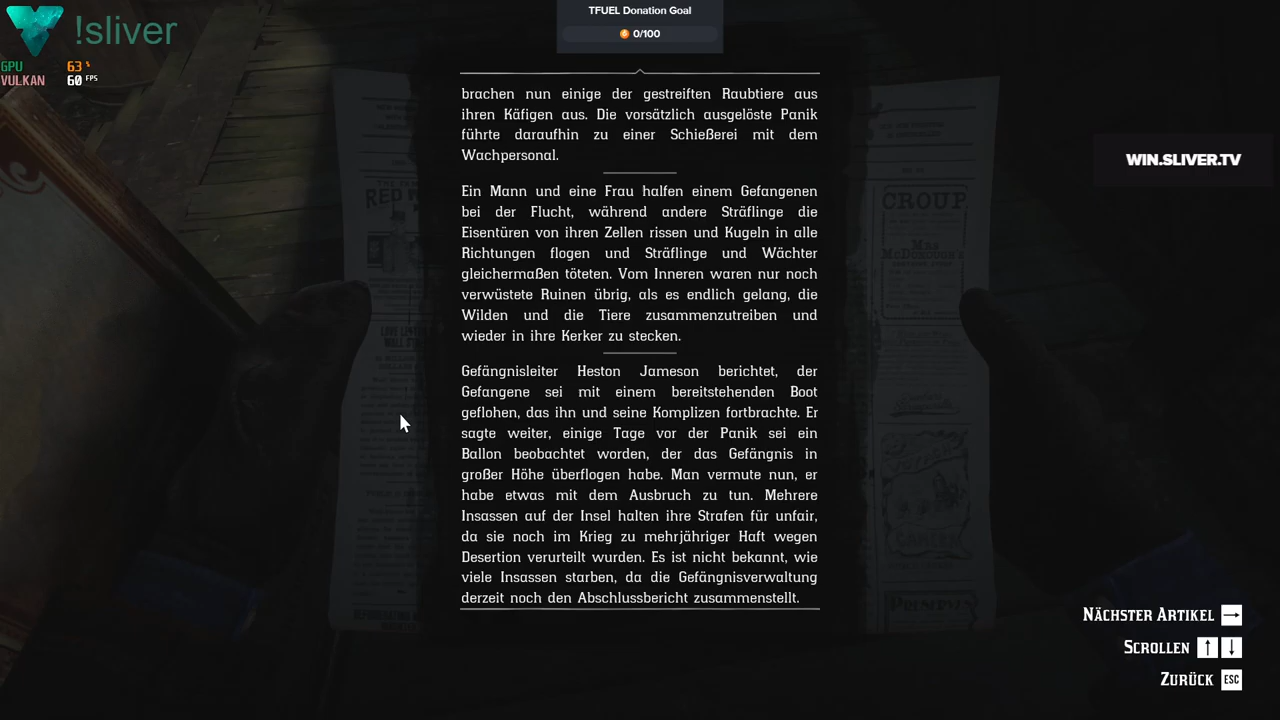 !sliver
TFUEL Donation Goal
0/100
GPU 63 %
VULKAN 60 FPS
WIN.SLIVER.TV
brachen nun einige der gestreiften Raubtiere aus
ihren Käfigen aus. Die vorsätzlich ausgelöste Panik
führte daraufhin zu einer Schießerei mit dem
Wachpersonal.
Ein Mann und eine Frau halfen einem Gefangenen
bei der Flucht, während andere Sträflinge die
Eisentüren von ihren Zellen rissen und Kugeln in alle
Richtungen flogen und Sträflinge und Wächter
gleichermaßen töteten. Vom Inneren waren nur noch
verwüstete Ruinen übrig, als es endlich gelang, die
Wilden und die Tiere zusammenzutreiben und
wieder in ihre Kerker zu stecken.
Gefängnisleiter Heston Jameson berichtet, der
Gefangene sei mit einem bereitstehenden Boot
geflohen, das ihn und seine Komplizen fortbrachte. Er
sagte weiter, einige Tage vor der Panik sei ein
Ballon beobachtet worden, der das Gefängnis in
großer Höhe überflogen habe. Man vermute nun, er
habe etwas mit dem Ausbruch zu tun. Mehrere
Insassen auf der Insel halten ihre Strafen für unfair,
da sie noch im Krieg zu mehrjähriger Haft wegen
Desertion verurteilt wurden. Es ist nicht bekannt, wie
viele Insassen starben, da die Gefängnisverwaltung
derzeit noch den Abschlussbericht zusammenstellt.
RED
CROUP
MRS
MCDONOUGH'S
NÄCHSTER ARTIKEL →
SCROLLEN ↑ ↓
ZURÜCK ESC